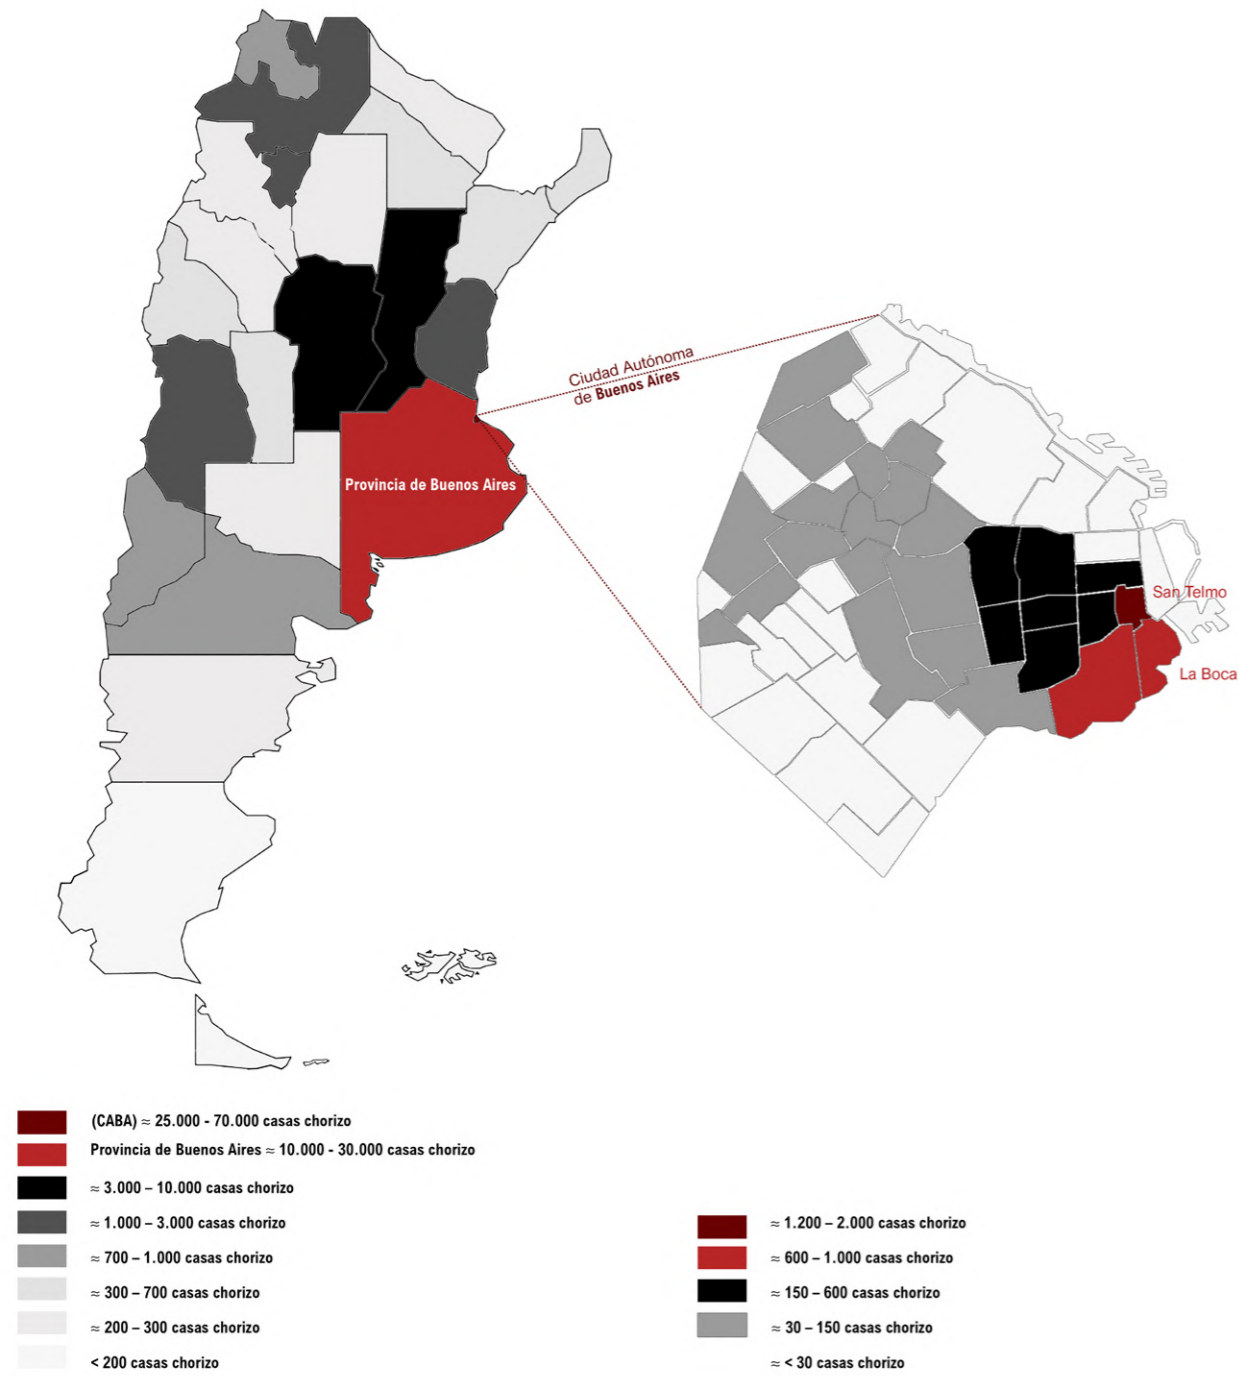 Ciudad Autónoma
de Buenos Aires
Provincia de Buenos Aires
San Telmo
La Boca
(CABA) ≈ 25.000 - 70.000 casas chorizo
Provincia de Buenos Aires ≈ 10.000 - 30.000 casas chorizo
≈ 3.000 – 10.000 casas chorizo
≈ 1.000 – 3.000 casas chorizo
≈ 700 – 1.000 casas chorizo
≈ 300 – 700 casas chorizo
≈ 200 – 300 casas chorizo
< 200 casas chorizo
≈ 1.200 – 2.000 casas chorizo
≈ 600 – 1.000 casas chorizo
≈ 150 – 600 casas chorizo
≈ 30 – 150 casas chorizo
≈ < 30 casas chorizo